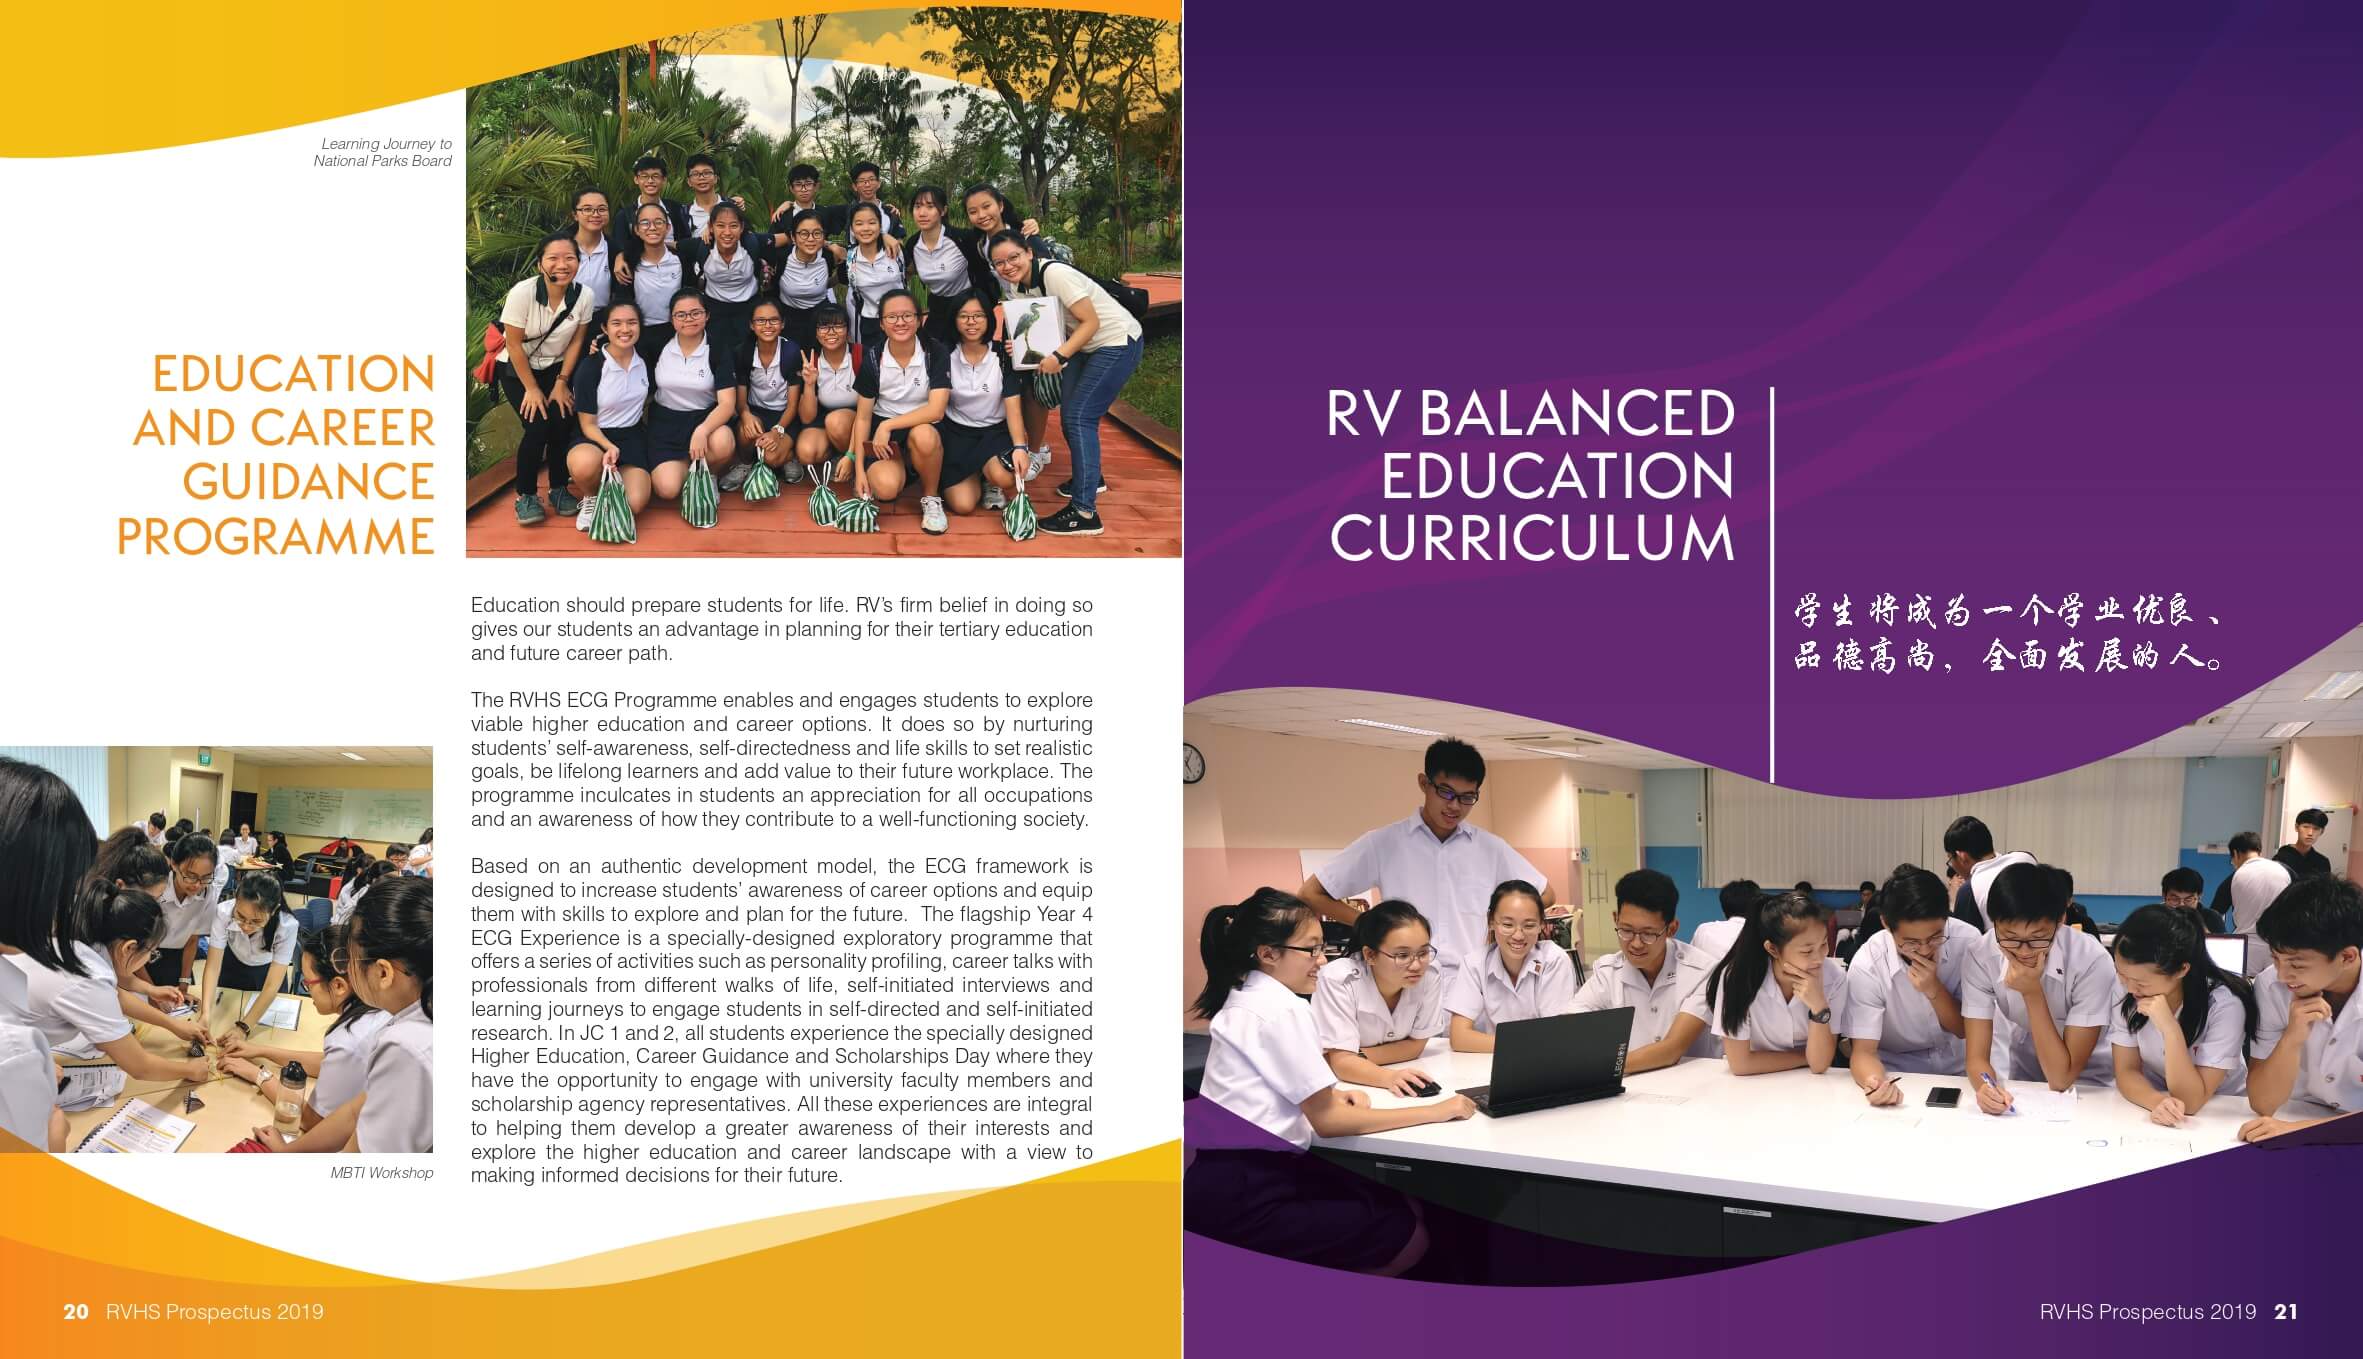 Learning Journey to
National Parks Board
EDUCATION
AND CAREER
GUIDANCE
PROGRAMME
Education should prepare students for life. RV’s firm belief in doing so
gives our students an advantage in planning for their tertiary education
and future career path.
The RVHS ECG Programme enables and engages students to explore
viable higher education and career options. It does so by nurturing
students’ self-awareness, self-directedness and life skills to set realistic
goals, be lifelong learners and add value to their future workplace. The
programme inculcates in students an appreciation for all occupations
and an awareness of how they contribute to a well-functioning society.
Based on an authentic development model, the ECG framework is
designed to increase students’ awareness of career options and equip
them with skills to explore and plan for the future. The flagship Year 4
ECG Experience is a specially-designed exploratory programme that
offers a series of activities such as personality profiling, career talks with
professionals from different walks of life, self-initiated interviews and
learning journeys to engage students in self-directed and self-initiated
research. In JC 1 and 2, all students experience the specially designed
Higher Education, Career Guidance and Scholarships Day where they
have the opportunity to engage with university faculty members and
scholarship agency representatives. All these experiences are integral
to helping them develop a greater awareness of their interests and
explore the higher education and career landscape with a view to
making informed decisions for their future.
MBTI Workshop
20 RVHS Prospectus 2019
RV BALANCED
EDUCATION
CURRICULUM
学生将成为一个学业优良、
品德高尚，全面发展的人。
LEGION
RVHS Prospectus 2019 21